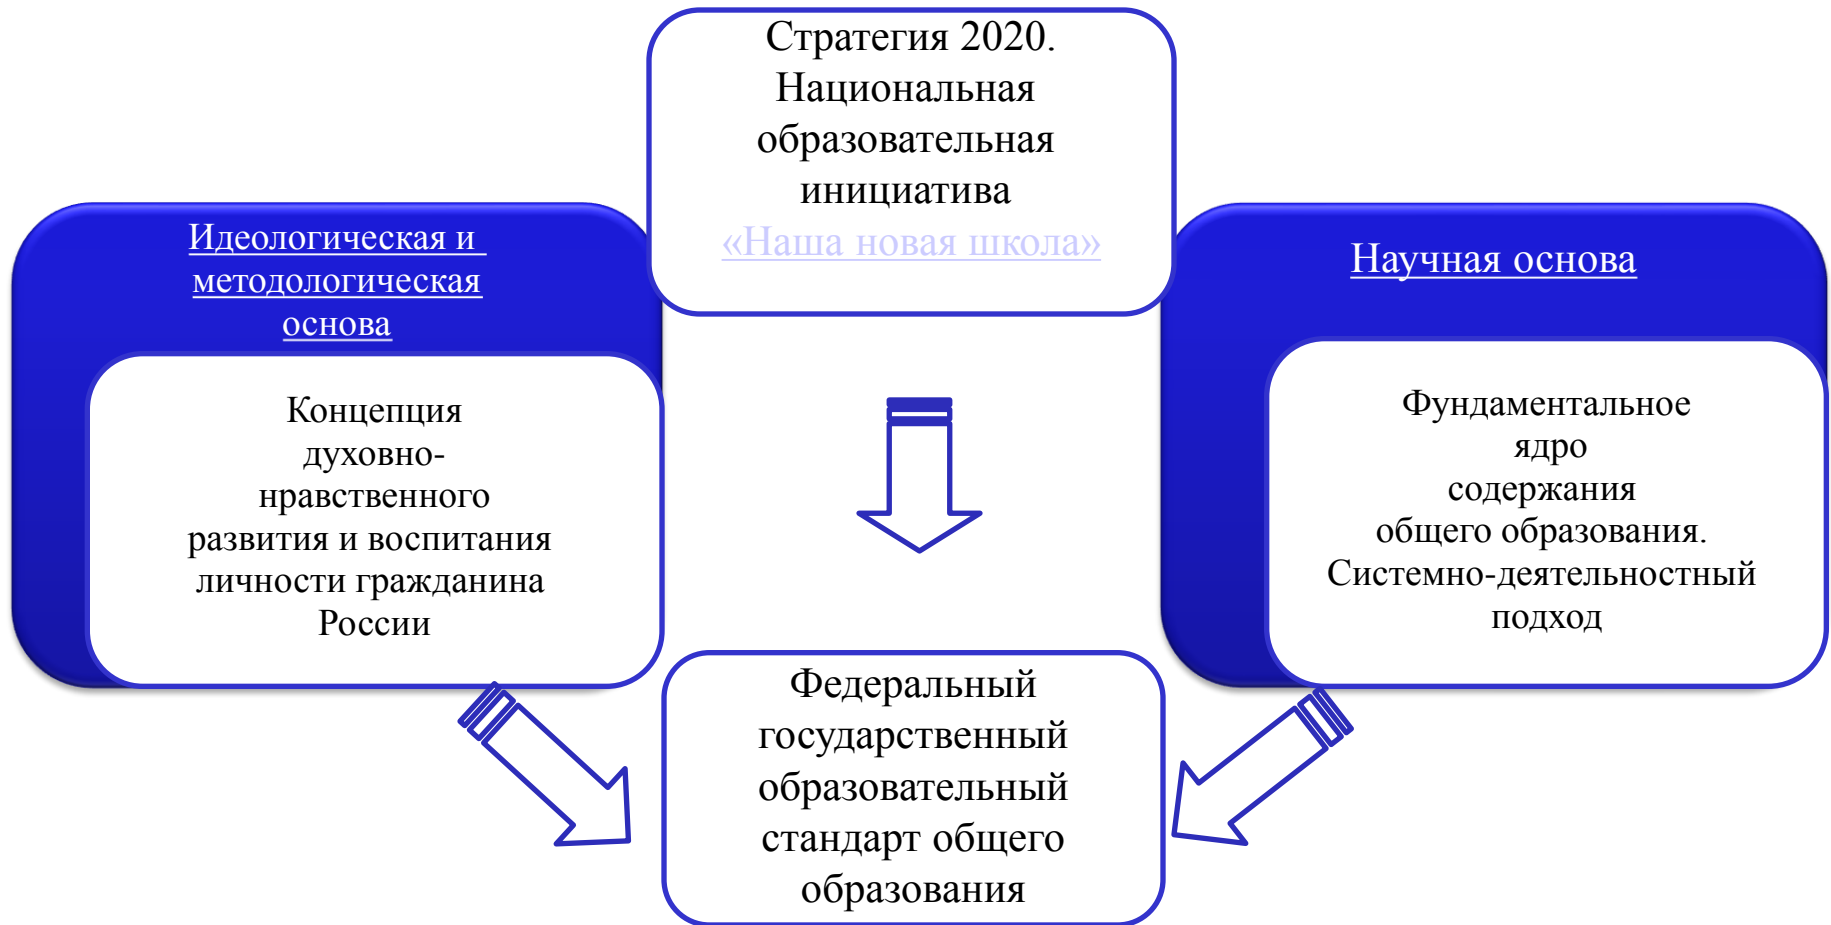 Стратегия 2020.
Национальная
образовательная
инициатива
«Наша новая школа»
Идеологическая и
методологическая
основа
Концепция
духовно-
нравственного
развития и воспитания
личности гражданина
России
Научная основа
Фундаментальное
ядро
содержания
общего образования.
Системно-деятельностный
подход
Федеральный
государственный
образовательный
стандарт общего
образования